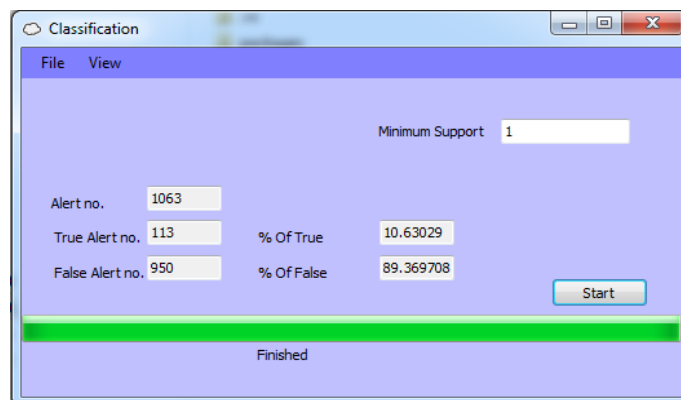 Classification
File View
Minimum Support 1
Alert no. 1063
True Alert no. 113 % Of True 10.63029
False Alert no. 950 % Of False 89.369708
Start
Finished